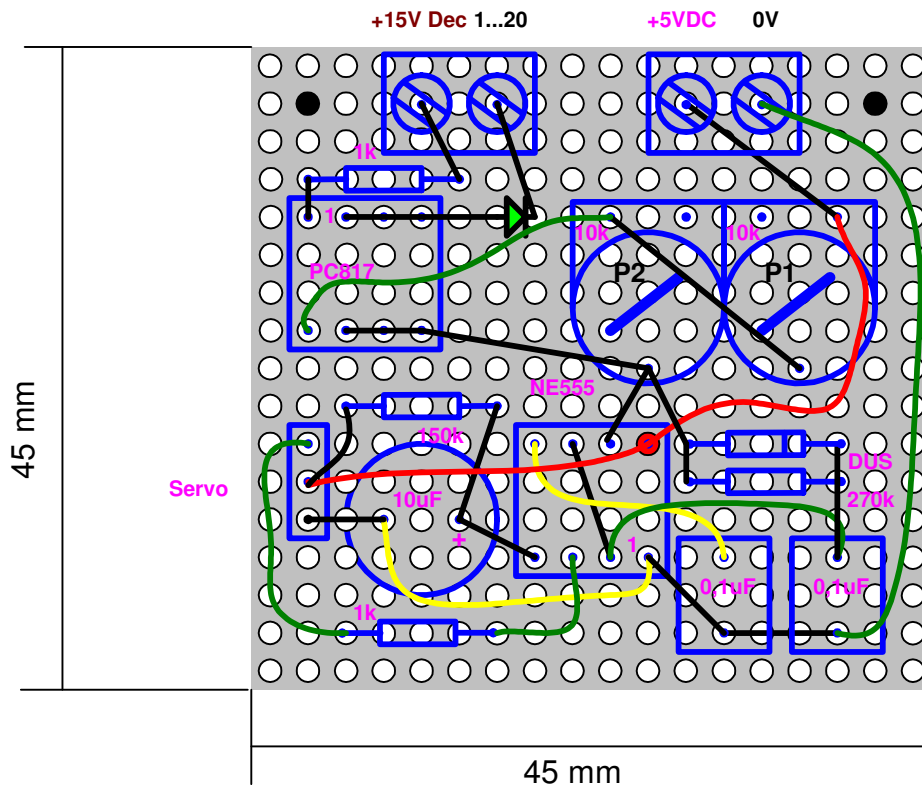 +15V Dec 1...20
+5VDC 0V
1k
1
PC817
10k
10k
P2
P1
NE555
150k
DUS
270k
Servo
10uF
+
1
0,1uF
0,1uF
1k
45 mm
45 mm